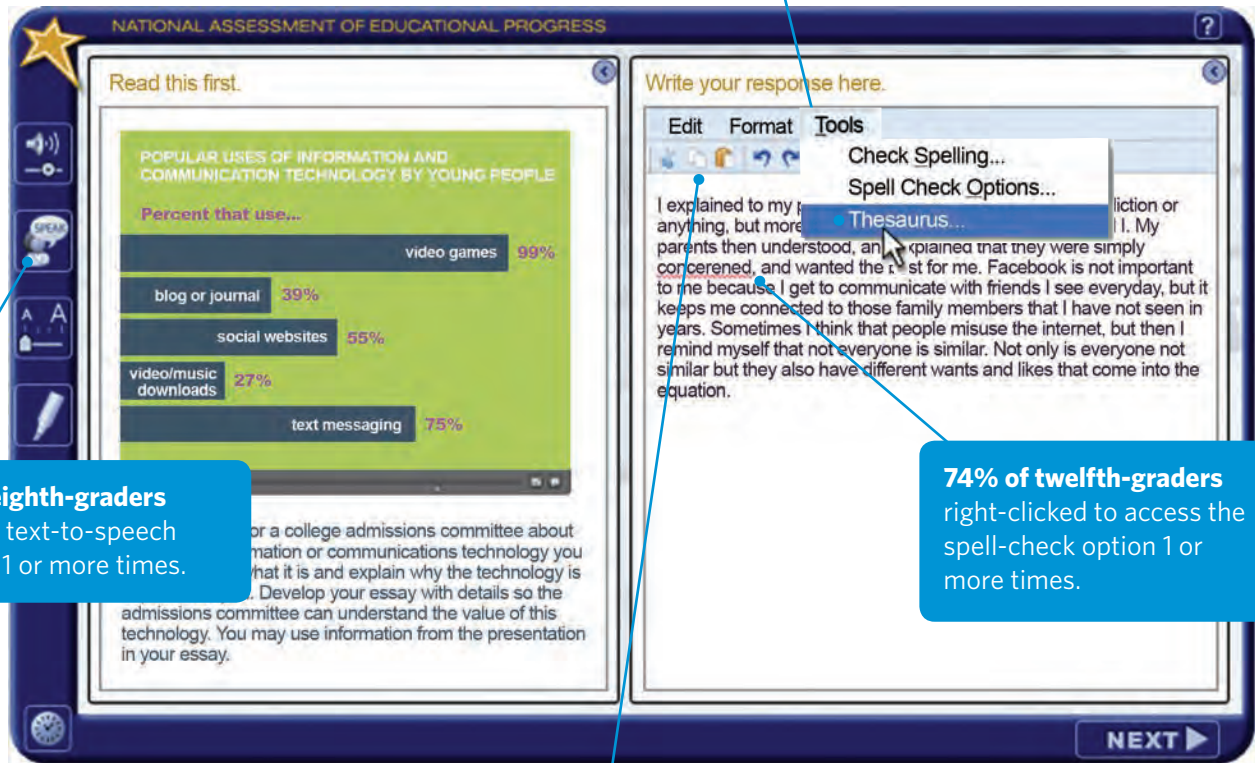 NATIONAL ASSESSMENT OF EDUCATIONAL PROGRESS
?
Read this first.
POPULAR USES OF INFORMATION AND
COMMUNICATION TECHNOLOGY BY YOUNG PEOPLE
Percent that use...
video games 99%
blog or journal 39%
social websites 55%
video/music
downloads 27%
text messaging 75%
SPEAK
A A
ighth-graders
text-to-speech
1 or more times.
or a college admissions committee about
mation or communications technology you
hat it is and explain why the technology is
. Develop your essay with details so the
admissions committee can understand the value of this
technology. You may use information from the presentation
in your essay.
Write your response here.
Edit Format Tools
Check Spelling...
Spell Check Options...
Thesaurus...
I explained to my liction or
anything, but more I. My
parents then understood, and explained that they were simply
concerened, and wanted the best for me. Facebook is not important
to me because I get to communicate with friends I see everyday, but it
keeps me connected to those family members that I have not seen in
years. Sometimes I think that people misuse the internet, but then I
remind myself that not everyone is similar. Not only is everyone not
similar but they also have different wants and likes that come into the
equation.
74% of twelfth-graders
right-clicked to access the
spell-check option 1 or
more times.
NEXT